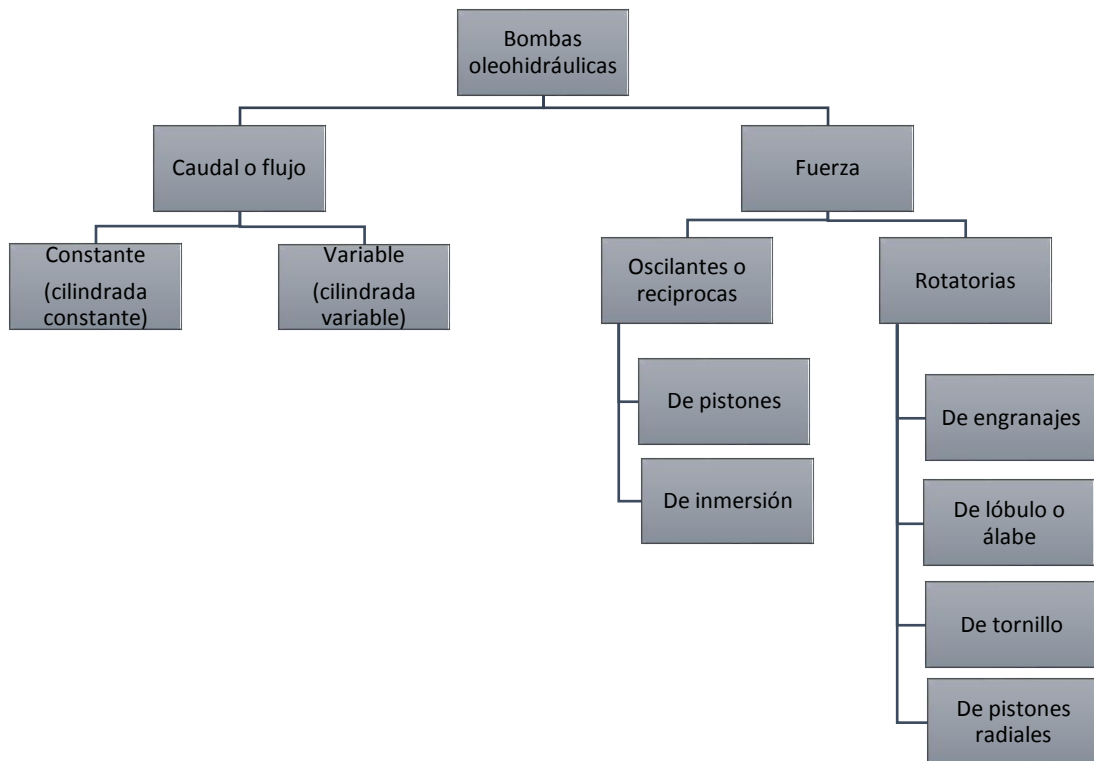 Bombas
oleohidráulicas
Caudal o flujo
Fuerza
Constante
(cilindrada
constante)
Variable
(cilindrada
variable)
Oscilantes o
reciprocas
Rotatorias
De pistones
De inmersión
De engranajes
De lóbulo o
álabe
De tornillo
De pistones
radiales